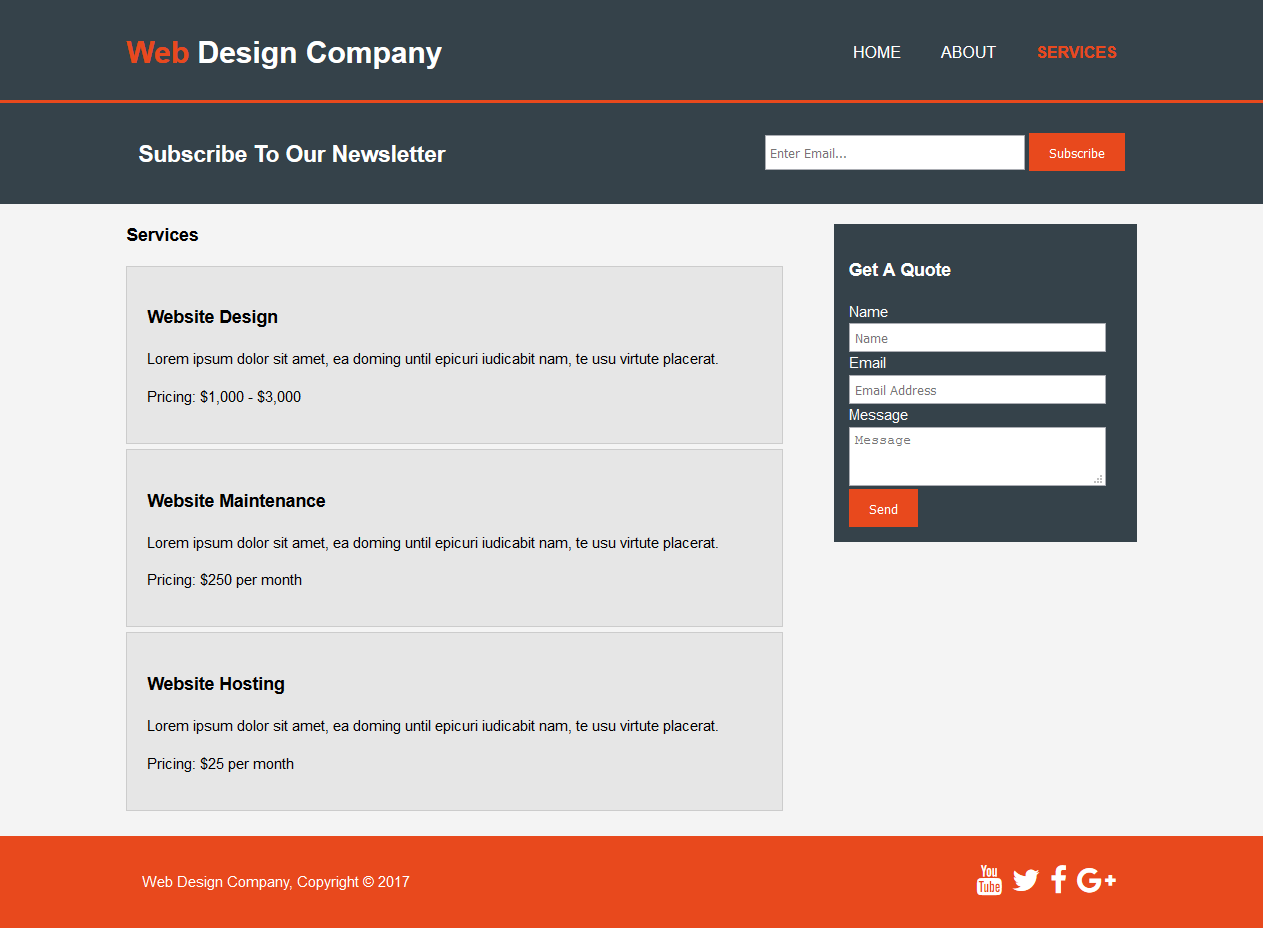 Web Design Company
HOME ABOUT SERVICES
Subscribe To Our Newsletter
Enter Email... Subscribe
Services
Website Design
Lorem ipsum dolor sit amet, ea doming until epicuri iudicabit nam, te usu virtute placerat.
Pricing: $1,000 - $3,000
Website Maintenance
Lorem ipsum dolor sit amet, ea doming until epicuri iudicabit nam, te usu virtute placerat.
Pricing: $250 per month
Website Hosting
Lorem ipsum dolor sit amet, ea doming until epicuri iudicabit nam, te usu virtute placerat.
Pricing: $25 per month
Get A Quote
Name
Name
Email
Email Address
Message
Message
Send
Web Design Company, Copyright © 2017
You
Tube
f
G+